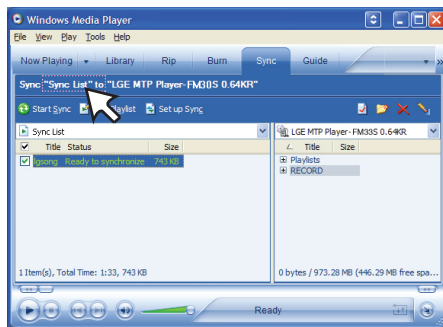 Windows Media Player
File View Play Tools Help
Now Playing Library Rip Burn Sync Guide
Sync "Sync List" to "LGE MTP Player-FM30S 0.64KR"
Start Sync Playlist Set up Sync
Sync List
LGE MTP Player-FM33S 0.64KR
Title Status Size
Title Size
lgsong Ready to synchronize 743 KB
Playlists
RECORD
1 Item(s), Total Time: 1:33, 743 KB
0 bytes / 973.28 MB (446.29 MB free spa...
Ready